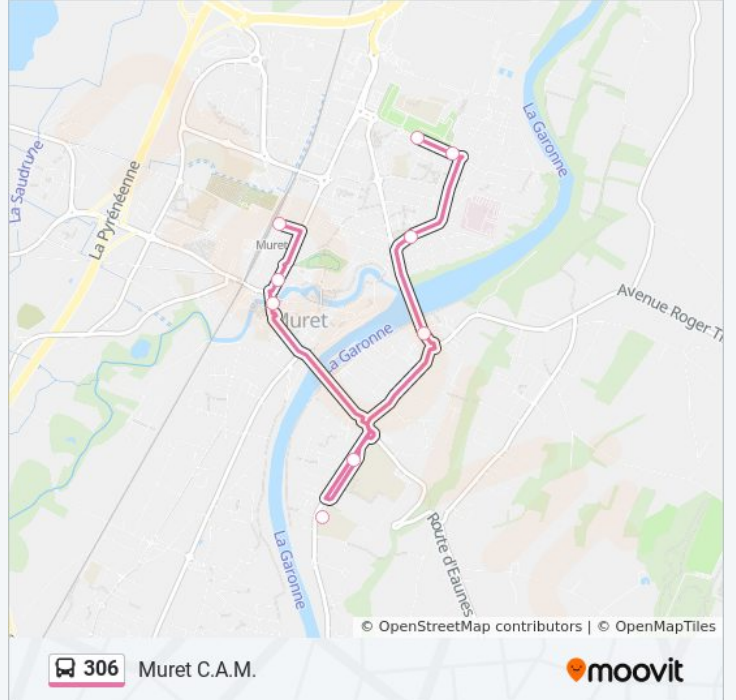 La Garonne
La Saudrune
La Pyrénéenne
Muret
Avenue Roger Ti
Muret
La Garonne
Route d'Eaunes
La Garonne
© OpenStreetMap contributors | © OpenMapTiles
306 Muret C.A.M.
moovit